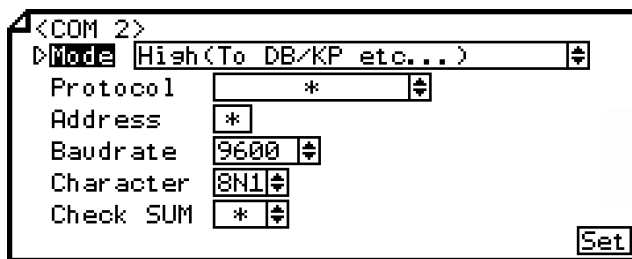 <COM 2>
Mode High(To DB/KP etc...)
Protocol *
Address *
Baudrate 9600
Character 8N1
Check SUM *
Set